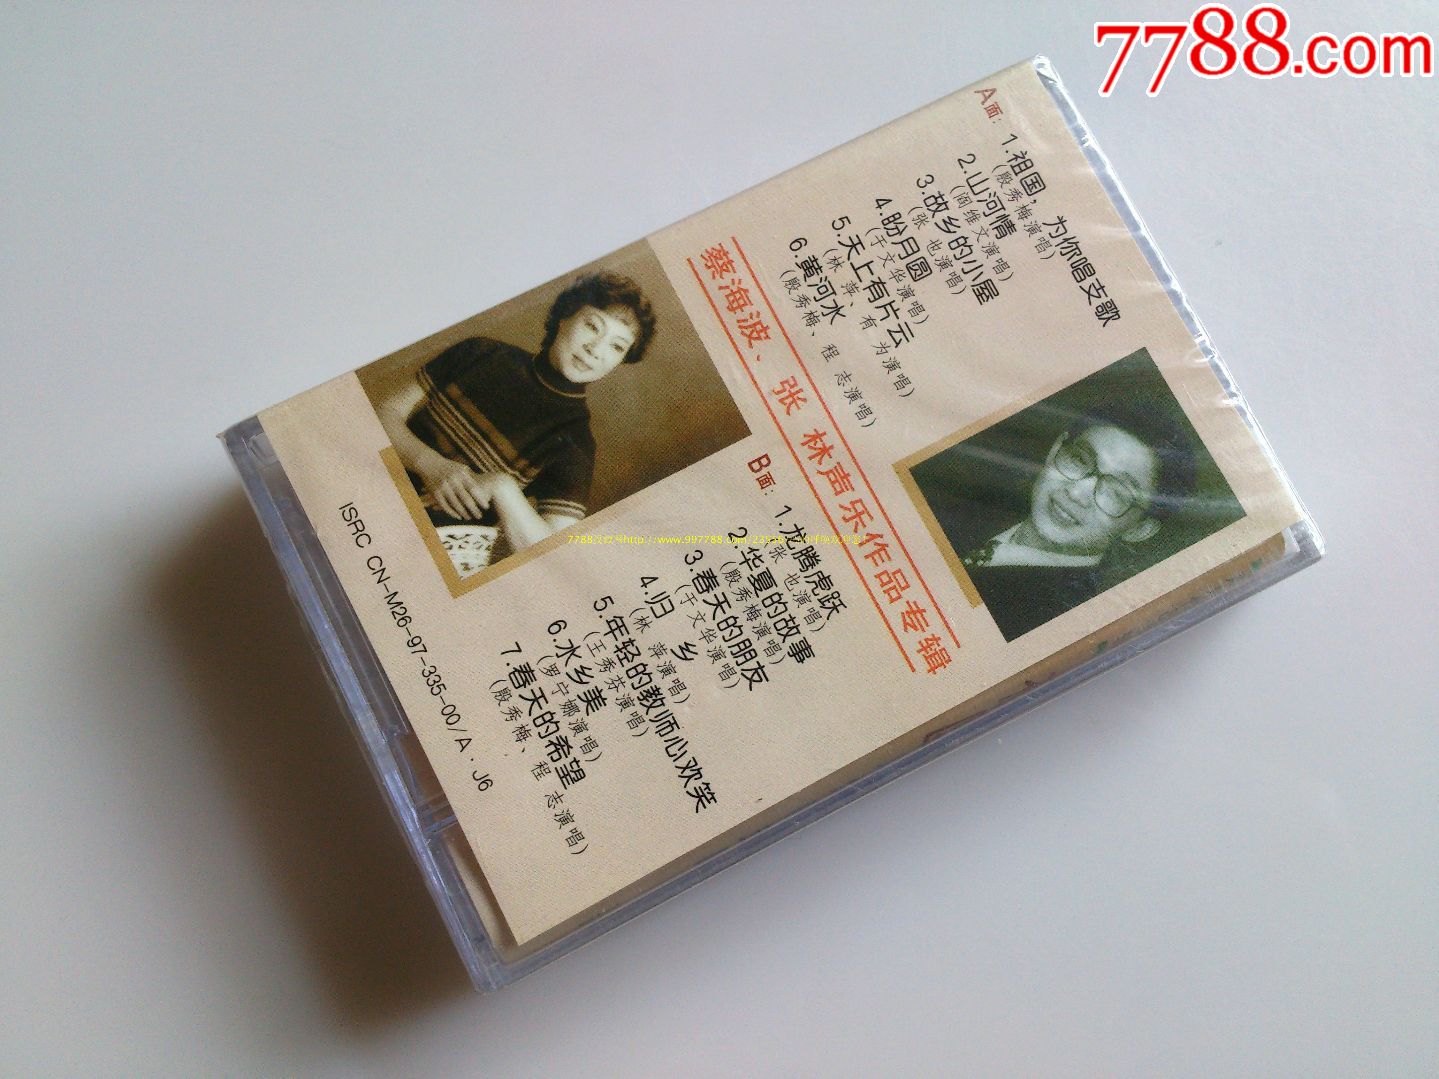 7788.com
A面：
1.祖国，为你唱支歌
（殷秀梅演唱）
2.山河情
（阎维文演唱）
3.故乡的小屋
（张 也演唱）
4.盼月圆
（于文华演唱）
5.天上有片云
（林 萍、有 为演唱）
6.黄河水
（殷秀梅、程 志演唱）
蔡海波、张 林声乐作品专辑
B面：
1.龙腾虎跃
（张 也演唱）
2.华夏的故事
（殷秀梅演唱）
3.春天的朋友
（于文华演唱）
4.归 乡
（林 萍演唱）
5.年轻的教师心欢笑
（王秀芬演唱）
6.水乡美
（罗宁娜演唱）
7.春天的希望
（殷秀梅、程 志演唱）
ISRC CN-M26-97-335-00/A·J6